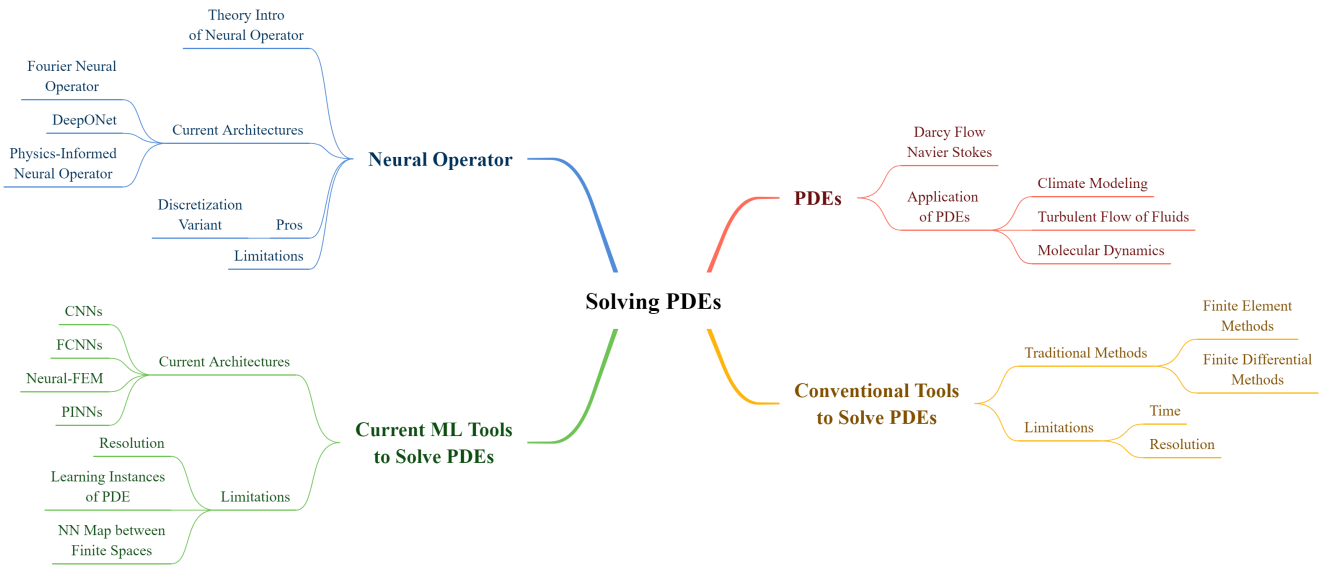 Solving PDEs
Neural Operator
Theory Intro
of Neural Operator
Current Architectures
Fourier Neural
Operator
DeepONet
Physics-Informed
Neural Operator
Pros
Discretization
Variant
Limitations
Current ML Tools
to Solve PDEs
Current Architectures
CNNs
FCNNs
Neural-FEM
PINNs
Limitations
Resolution
Learning Instances
of PDE
NN Map between
Finite Spaces
PDEs
Darcy Flow
Navier Stokes
Application
of PDEs
Climate Modeling
Turbulent Flow of Fluids
Molecular Dynamics
Conventional Tools
to Solve PDEs
Traditional Methods
Finite Element
Methods
Finite Differential
Methods
Limitations
Time
Resolution